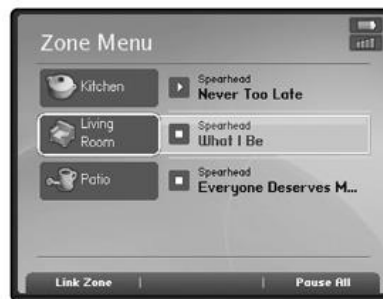 Zone Menu
Kitchen
Spearhead
Never Too Late
Living
Room
Spearhead
What I Be
Patio
Spearhead
Everyone Deserves M...
Link Zone
Pause All